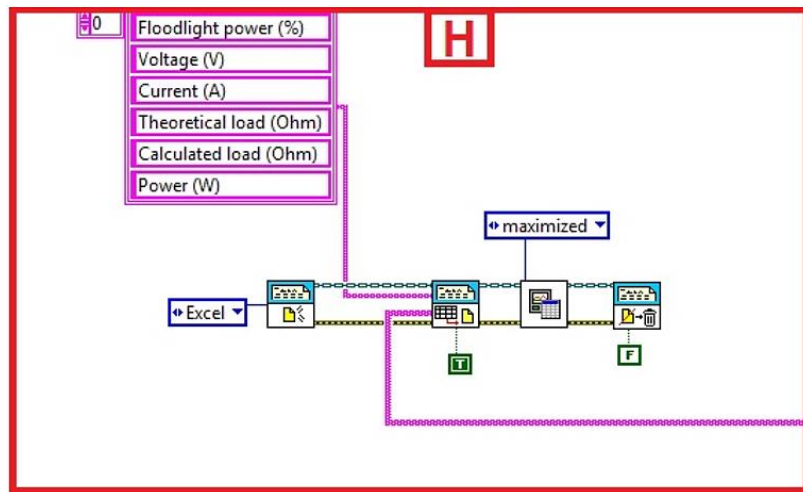 0
Floodlight power (%)
H
Voltage (V)
Current (A)
Theoretical load (Ohm)
Calculated load (Ohm)
Power (W)
maximized
Excel
T
F